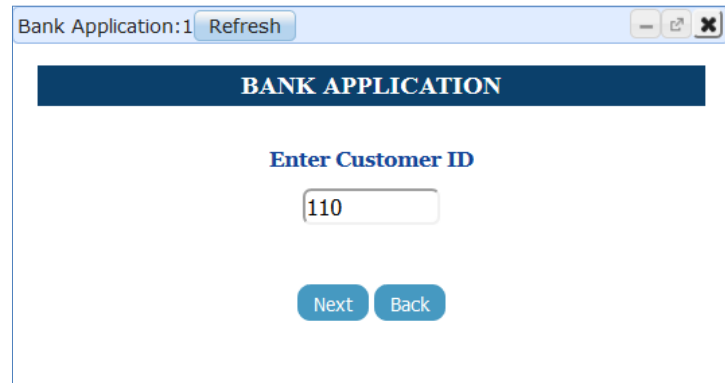 Bank Application:1 Refresh
BANK APPLICATION
Enter Customer ID
110
Next Back